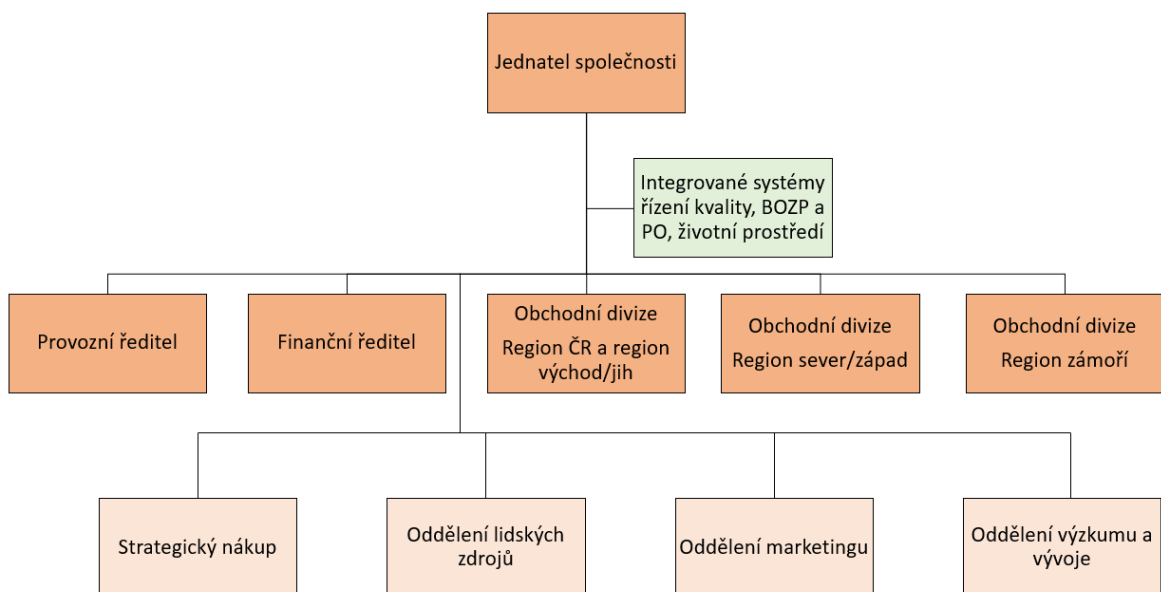 Jednatel společnosti
Integrované systémy
řízení kvality, BOZP a
PO, životní prostředí
Provozní ředitel
Finanční ředitel
Obchodní divize
Region ČR a region
východ/jih
Obchodní divize
Region sever/západ
Obchodní divize
Region zámoří
Strategický nákup
Oddělení lidských
zdrojů
Oddělení marketingu
Oddělení výzkumu a
vývoje